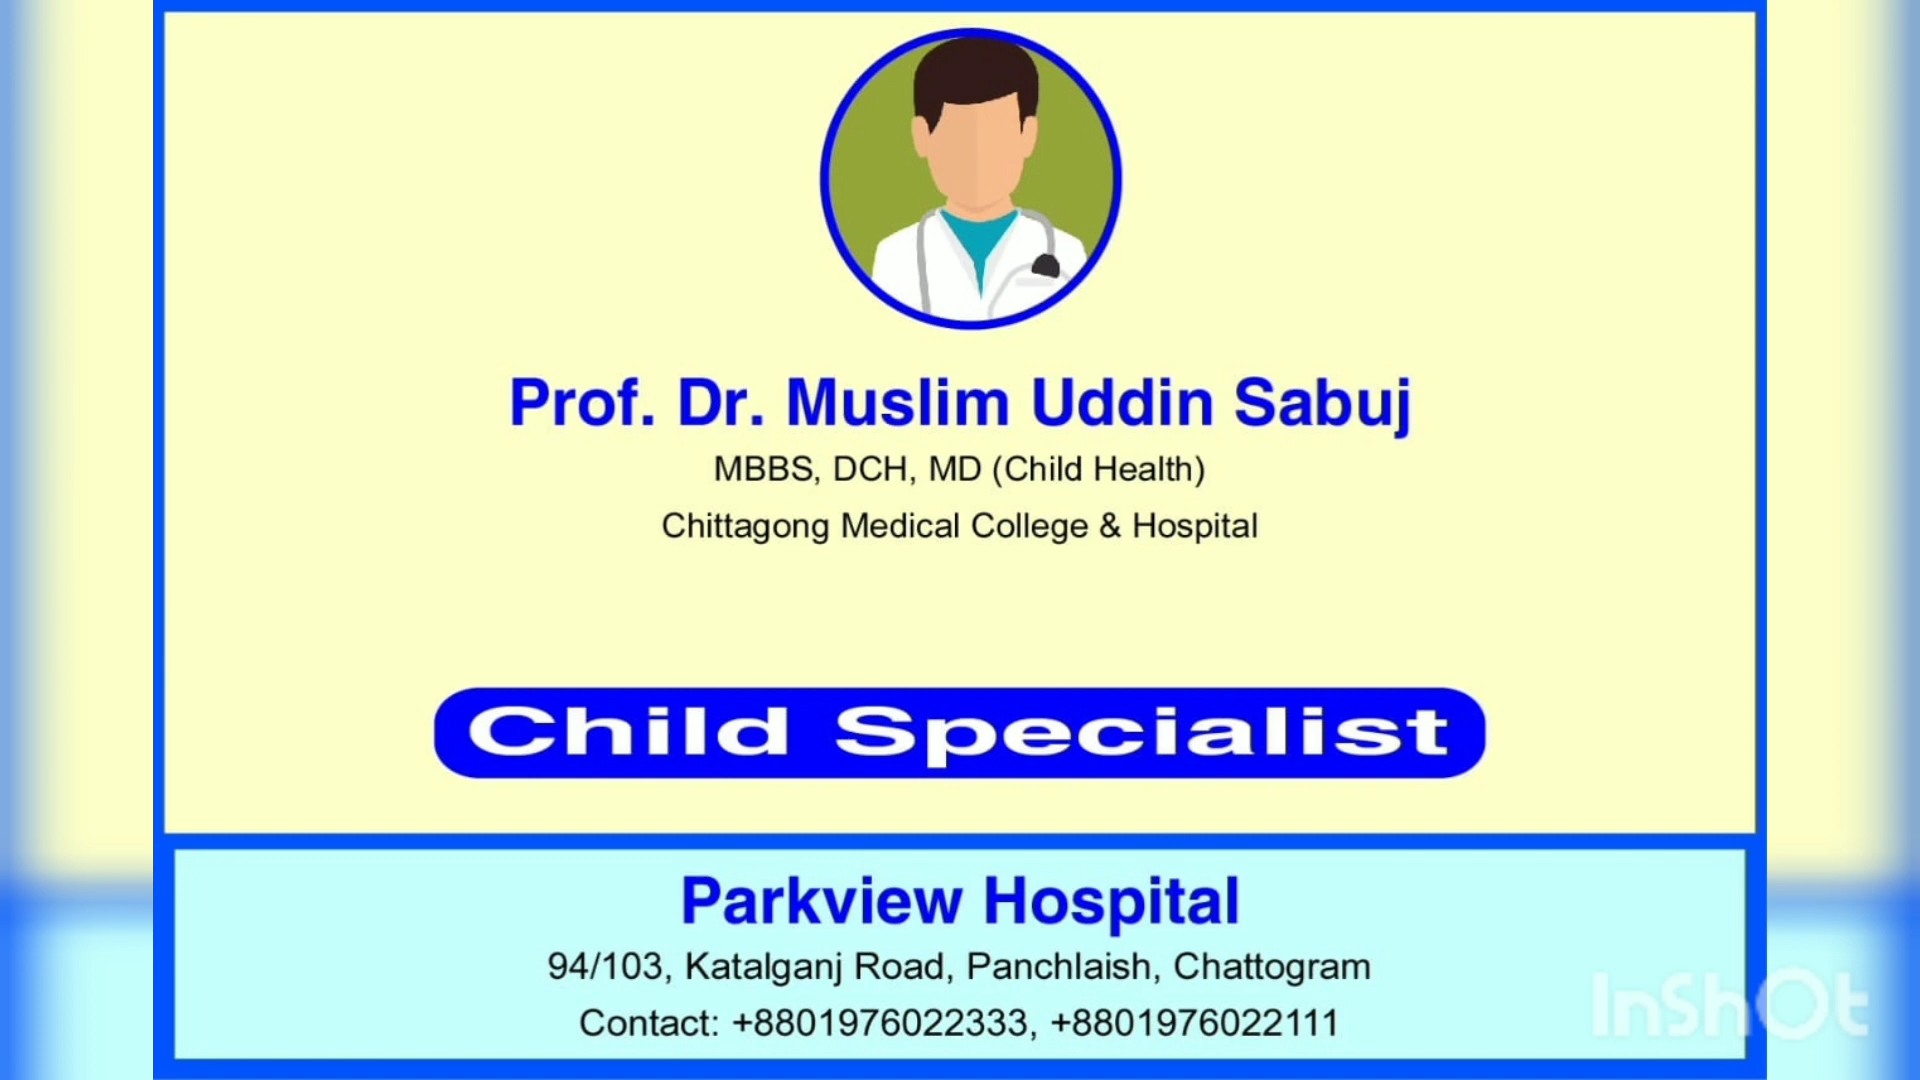 Prof. Dr. Muslim Uddin Sabuj
MBBS, DCH, MD (Child Health)
Chittagong Medical College & Hospital
Child Specialist
Parkview Hospital
94/103, Katalganj Road, Panchlaish, Chattogram
Contact: +8801976022333, +8801976022111
InShOt